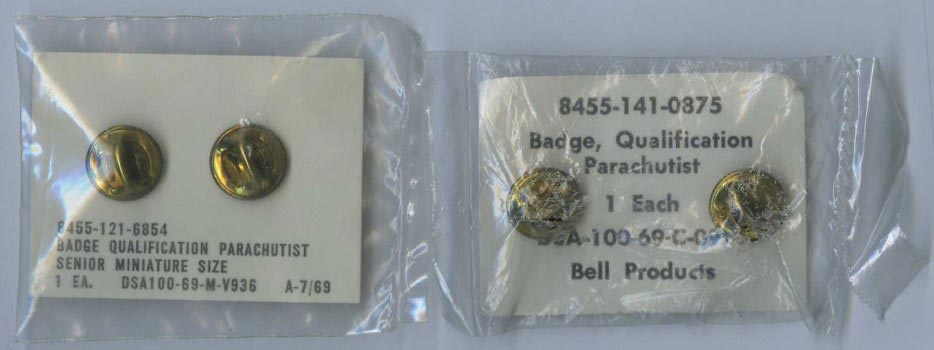 8455-121-6854
BADGE QUALIFICATION PARACHUTIST
SENIOR MINIATURE SIZE
1 EA. DSA100-69-M-V936 A-7/69
8455-141-0875
Badge, Qualification
Parachutist
1 Each
Bell Products